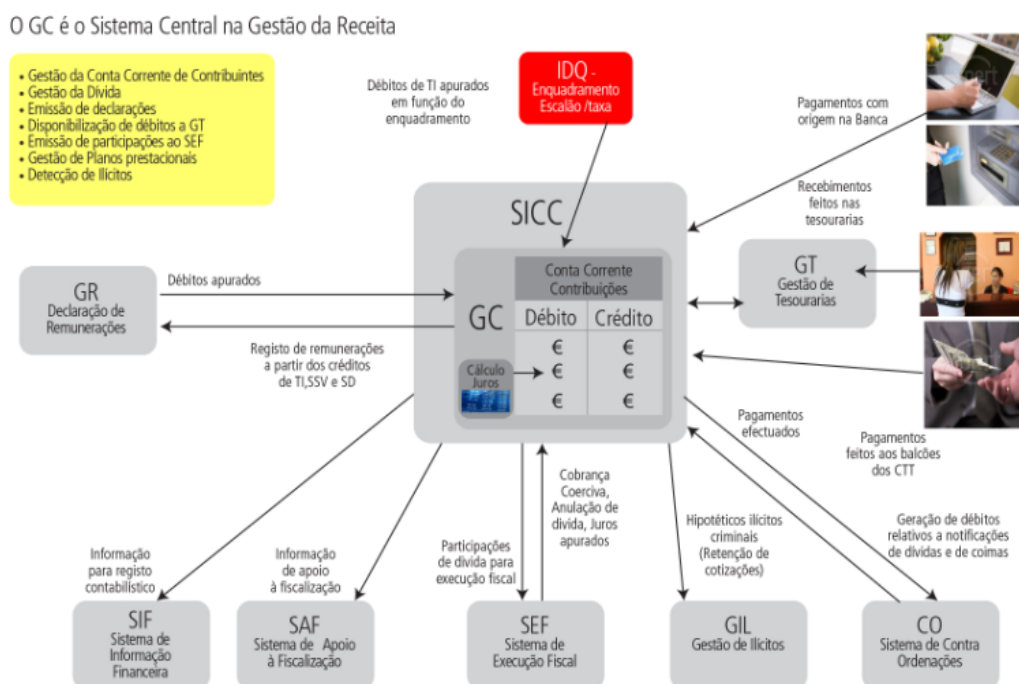 O GC é o Sistema Central na Gestão da Receita
• Gestão da Conta Corrente de Contribuintes
• Gestão da Dívida
• Emissão de declarações
• Disponibilização de débitos a GT
• Emissão de participações ao SEF
• Gestão de Planos prestacionais
• Detecção de Ilícitos
Débitos de TI apurados
em função do
enquadramento
IDQ -
Enquadramento
Escalão /taxa
Pagamentos com
origem na Banca
Recebimentos
feitos nas
tesourarias
SICC
GT
Gestão de
Tesourarias
GR
Declaração de
Remunerações
Débitos apurados
Registo de remunerações
a partir dos créditos
de TI,SSV e SD
GC
Conta Corrente
Contribuições
Débito
Crédito
€
€
€
€
€
€
Cálculo
Juros
Pagamentos
efectuados
Pagamentos
feitos aos balcões
dos CTT
Informação
para registo
contabilístico
Informação
de apoio
à fiscalização
Participações
de divida para
execução fiscal
Cobrança
Coerciva,
Anulação de
divida, Juros
apurados
Hipotéticos ilícitos
criminais
(Retenção de
cotizações)
Geração de débitos
relativos a notificações
de dívidas e de coimas
SIF
Sistema de
Informação
Financeira
SAF
Sistema de Apoio
à Fiscalização
SEF
Sistema de
Execução Fiscal
GIL
Gestão de Ilícitos
CO
Sistema de Contra
Ordenações